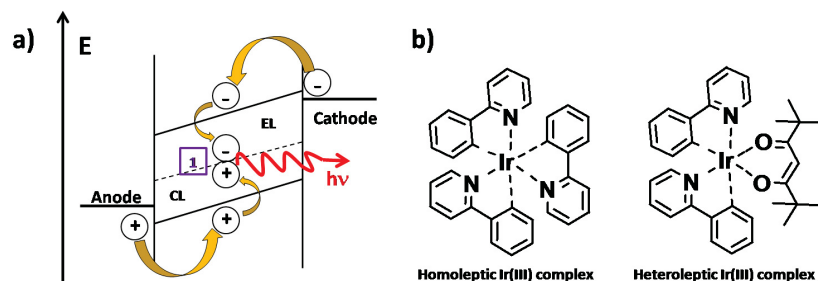 a)
E
-
-
EL
Cathode
-
1
+
hν
Anode
CL
+
+
b)
N
Ir
N
N
Homoleptic Ir(III) complex
N
O
Ir
N
O
Heteroleptic Ir(III) complex